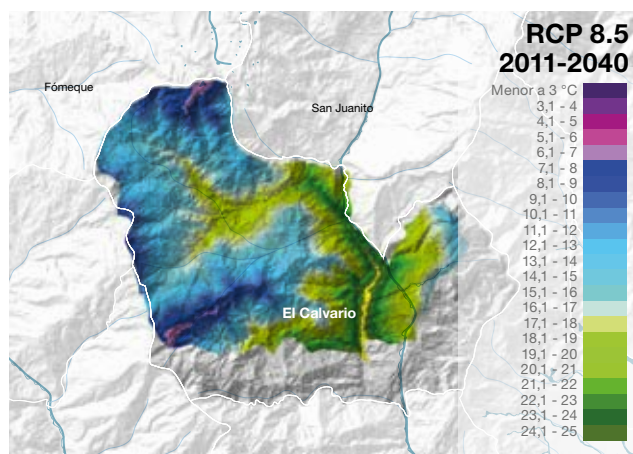 RCP 8.5
2011-2040
Fómeque
San Juanito
El Calvario
Menor a 3 °C
3,1 - 4
4,1 - 5
5,1 - 6
6,1 - 7
7,1 - 8
8,1 - 9
9,1 - 10
10,1 - 11
11,1 - 12
12,1 - 13
13,1 - 14
14,1 - 15
15,1 - 16
16,1 - 17
17,1 - 18
18,1 - 19
19,1 - 20
20,1 - 21
21,1 - 22
22,1 - 23
23,1 - 24
24,1 - 25